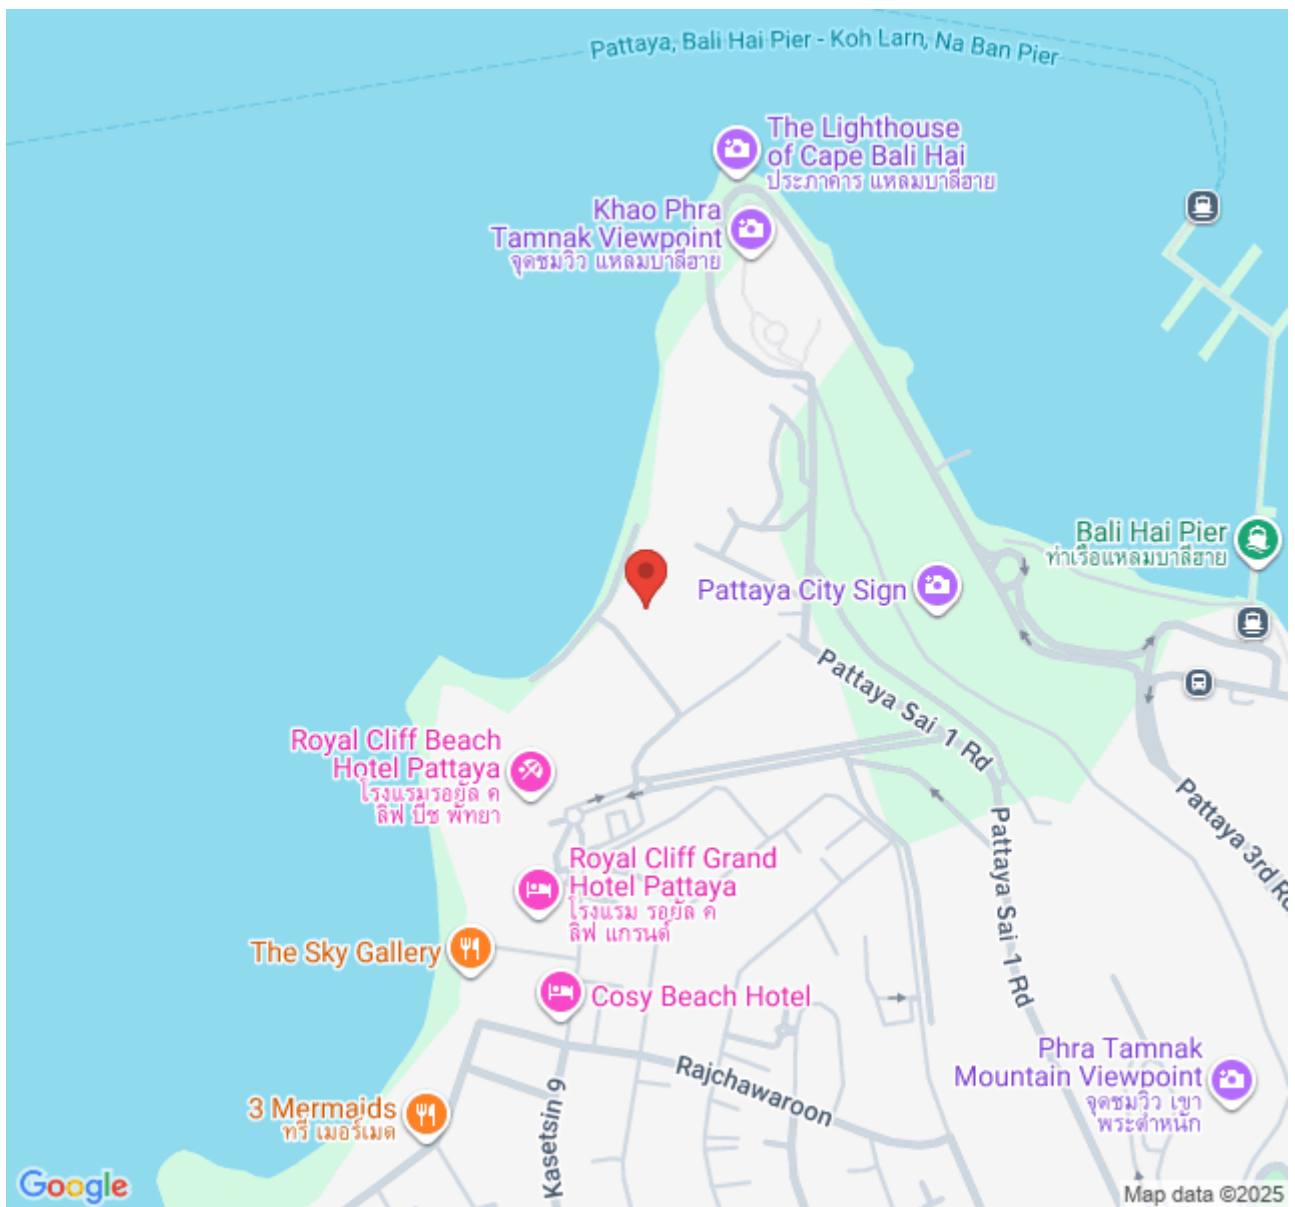 Pattaya, Bali Hai Pier - Koh Larn, Na Ban Pier
The Lighthouse
of Cape Bali Hai
ประภาคาร แหลมบาลีฮาย
Khao Phra
Tamnak Viewpoint
จุดชมวิว แหลมบาลีฮาย
Bali Hai Pier
ท่าเรือแหลมบาลีฮาย
Pattaya City Sign
Pattaya Sai 1 Rd
Royal Cliff Beach
Hotel Pattaya
โรงแรมรอยัล ค
ลิฟ บีช พัทยา
Pattaya 3rd Rd
Pattaya Sai 1 Rd
Royal Cliff Grand
Hotel Pattaya
โรงแรม รอยัล ค
ลิฟ แกรนด์
The Sky Gallery
Cosy Beach Hotel
Phra Tamnak
Mountain Viewpoint
จุดชมวิว เขา
พระตำหนัก
Rajchawaroon
Kasetsin 9
3 Mermaids
ทรี เมอร์เมด
Google
Map data ©2025